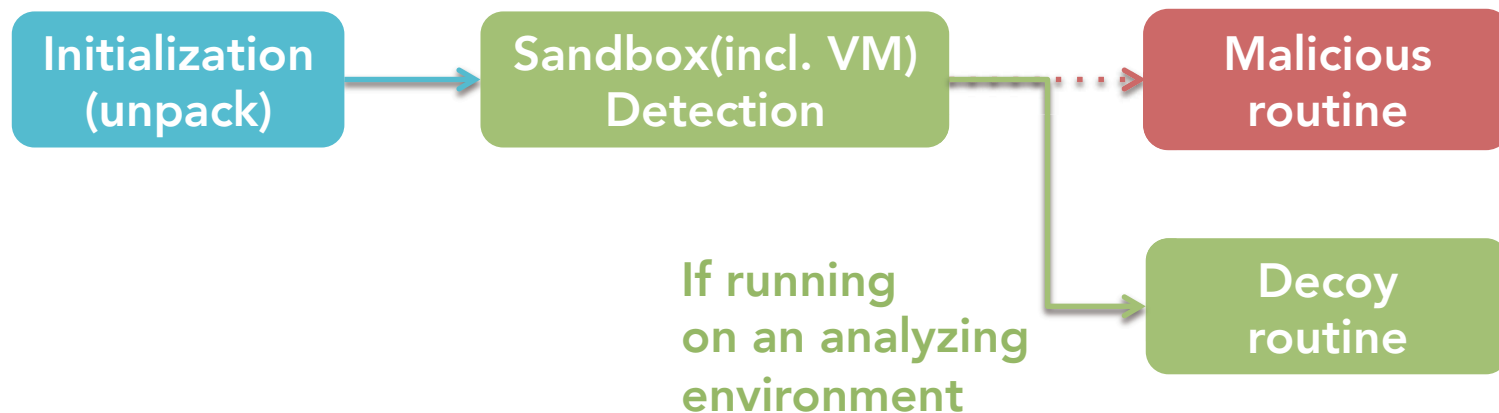 Initialization
(unpack)
Sandbox(incl. VM)
Detection
Malicious
routine
If running
on an analyzing
environment
Decoy
routine